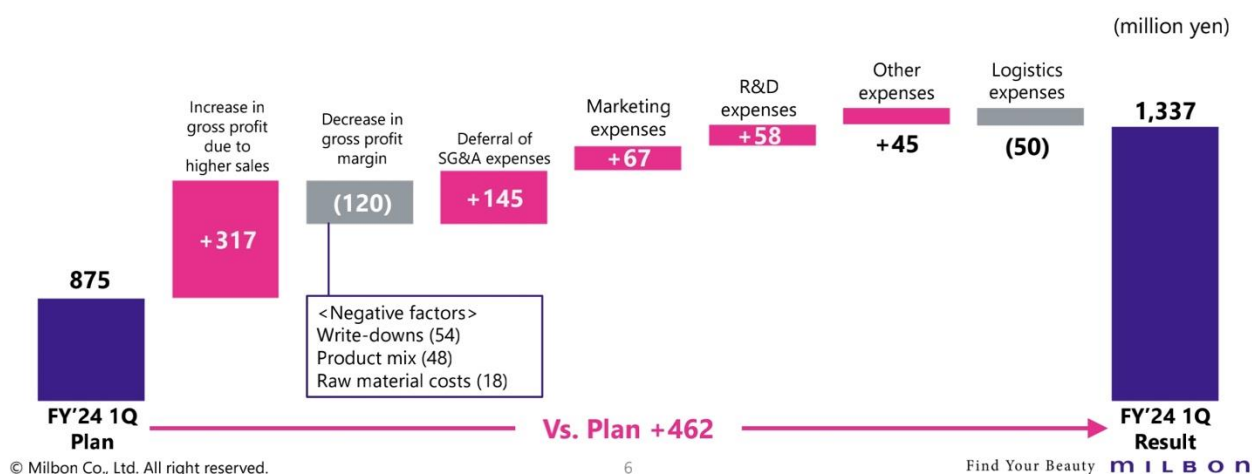 (million yen)
875
FY'24 1Q
Plan
Increase in
gross profit
due to
higher sales
+317
Decrease in
gross profit
margin
(120)
<Negative factors>
Write-downs (54)
Product mix (48)
Raw material costs (18)
Deferral of
SG&A expenses
+145
Marketing
expenses
+67
R&D
expenses
+58
Other
expenses
+45
Logistics
expenses
(50)
1,337
FY'24 1Q
Result
Vs. Plan +462
© Milbon Co., Ltd. All right reserved.
6
Find Your Beauty MILBON